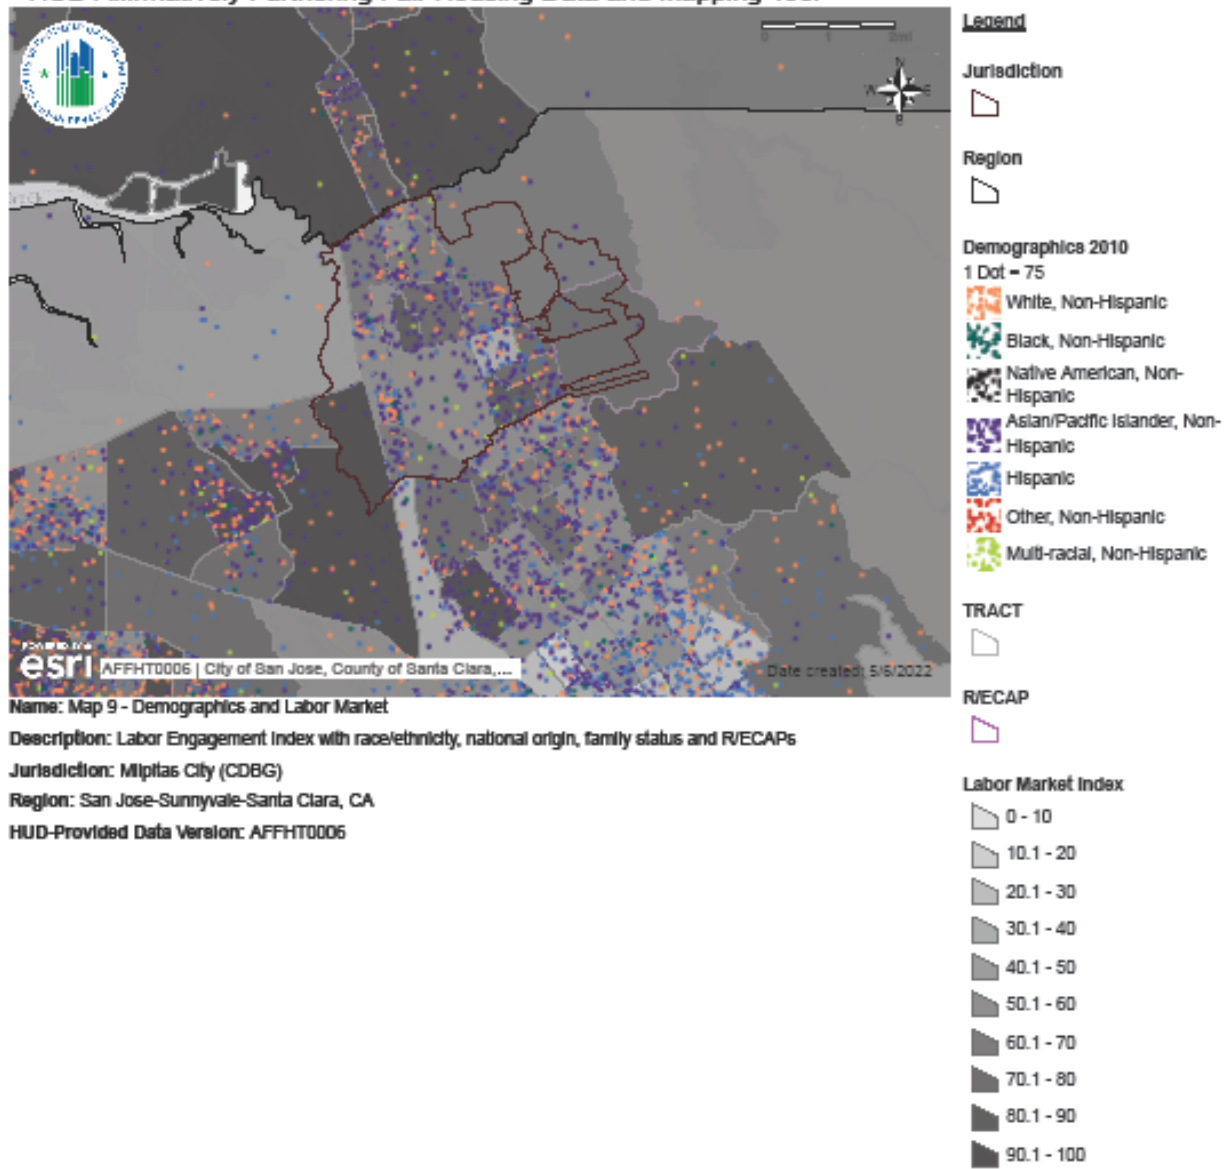 Legend
0 1 2mi
Jurisdiction
N
W E
S
Region
Demographics 2010
1 Dot = 75
White, Non-Hispanic
Black, Non-Hispanic
Native American, Non-
Hispanic
Asian/Pacific Islander, Non-
Hispanic
Hispanic
Other, Non-Hispanic
Multi-racial, Non-Hispanic
TRACT
R/ECAP
POWERED BY
esri
AFFHT0006 | City of San Jose, County of Santa Clara,...
Date created: 5/6/2022
Name: Map 9 - Demographics and Labor Market
Description: Labor Engagement Index with race/ethnicity, national origin, family status and R/ECAPs
Jurisdiction: Milpitas City (CDBG)
Region: San Jose-Sunnyvale-Santa Clara, CA
HUD-Provided Data Version: AFFHT0006
Labor Market Index
0 - 10
10.1 - 20
20.1 - 30
30.1 - 40
40.1 - 50
50.1 - 60
60.1 - 70
70.1 - 80
80.1 - 90
90.1 - 100